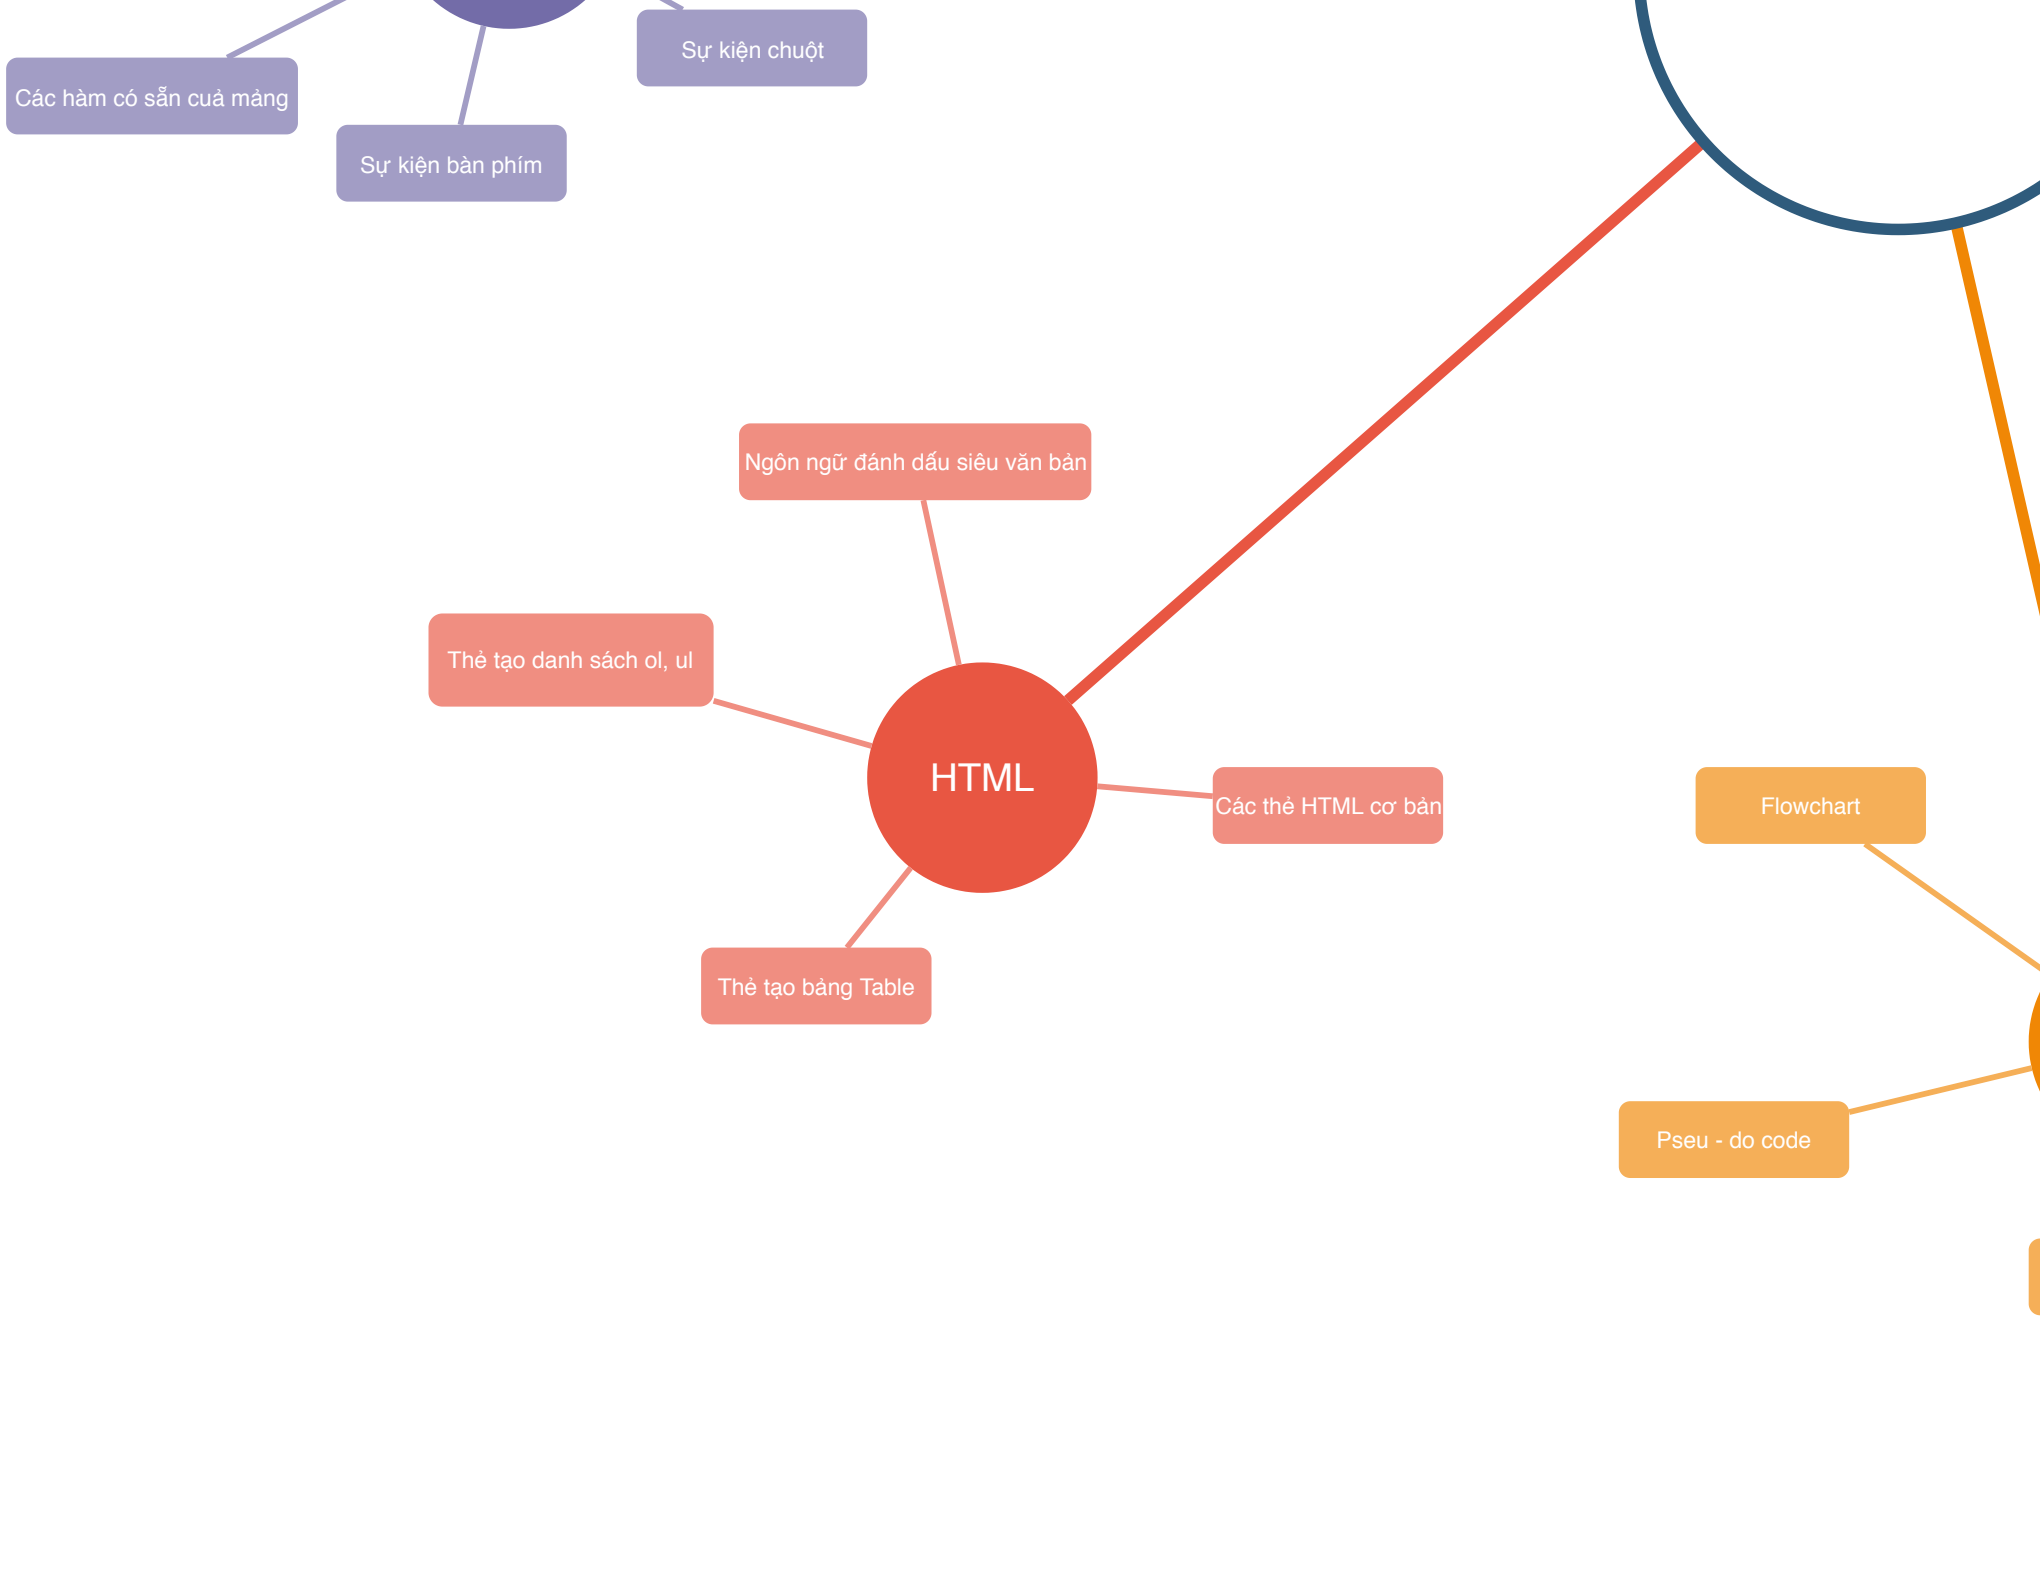 Sự kiện chuột
Các hàm có sẵn cuả mảng
Sự kiện bàn phím
Ngôn ngữ đánh dấu siêu văn bản
Thẻ tạo danh sách ol, ul
HTML
Các thẻ HTML cơ bản
Flowchart
Thẻ tạo bảng Table
Pseu - do code